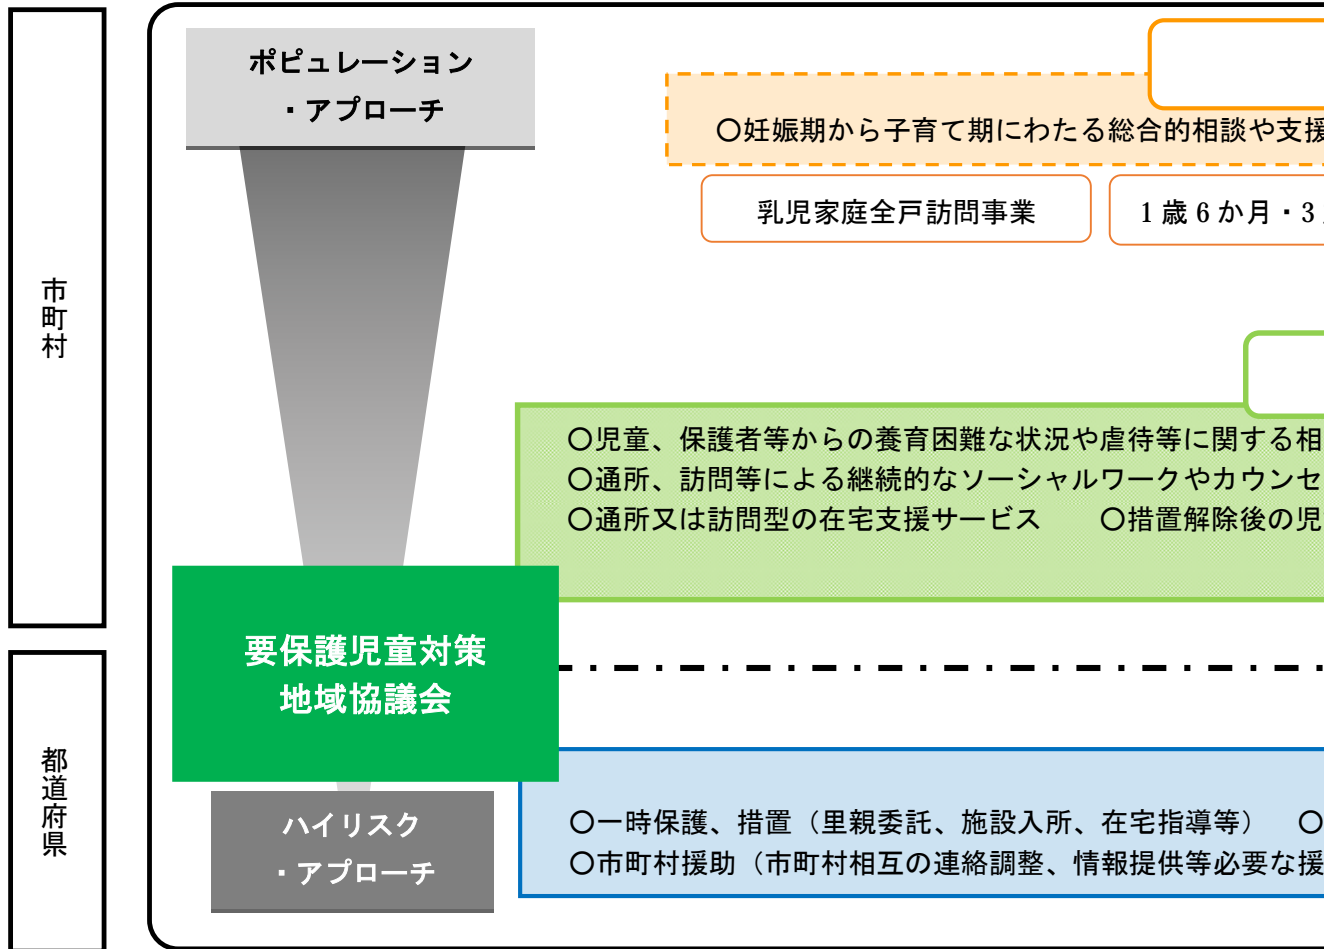 市町村
都道府県
ポピュレーション
・アプローチ
〇妊娠期から子育て期にわたる総合的相談や支援
乳児家庭全戸訪問事業
1歳6か月・3
〇児童、保護者等からの養育困難な状況や虐待等に関する相
〇通所、訪問等による継続的なソーシャルワークやカウンセ
〇通所又は訪問型の在宅支援サービス 〇措置解除後の児
要保護児童対策
地域協議会
〇一時保護、措置（里親委託、施設入所、在宅指導等） 〇
〇市町村援助（市町村相互の連絡調整、情報提供等必要な援
ハイリスク
・アプローチ